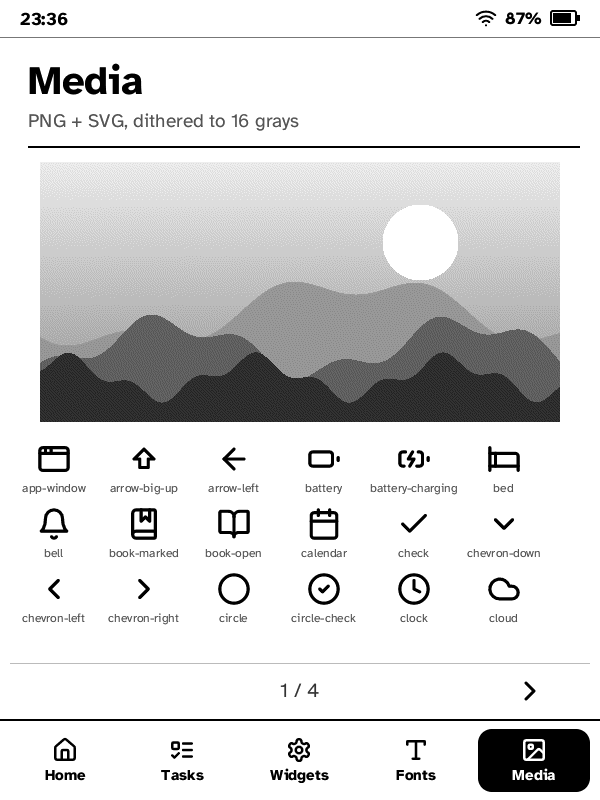 23:36 87%
Media
PNG + SVG, dithered to 16 grays
app-window arrow-big-up arrow-left battery battery-charging bed
bell book-marked book-open calendar check chevron-down
chevron-left chevron-right circle circle-check clock cloud
1 / 4
Home Tasks Widgets Fonts Media